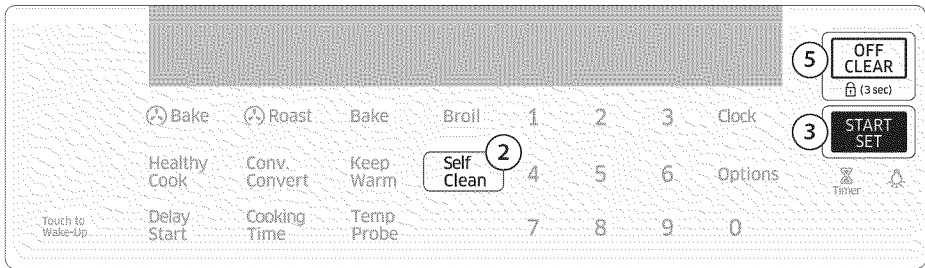 5
OFF
CLEAR
(3 sec)
Bake
Roast
Bake
Broil
1
2
3
Clock
3
START
SET
Healthy
Cook
Conv.
Convert
Keep
Warm
2
Self
Clean
4
5
6
Options
Timer
Touch to
Wake-Up
Delay
Start
Cooking
Time
Temp
Probe
7
8
9
0